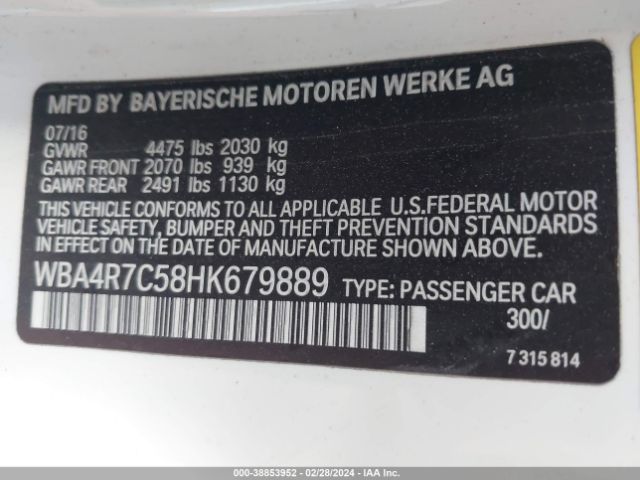 MFD BY BAYERISCHE MOTOREN WERKE AG
07/16
GVWR 4475 lbs 2030 kg
GAWR FRONT 2070 lbs 939 kg
GAWR REAR 2491 lbs 1130 kg
THIS VEHICLE CONFORMS TO ALL APPLICABLE U.S.FEDERAL MOTOR
VEHICLE SAFETY, BUMPER AND THEFT PREVENTION STANDARDS
IN EFFECT ON THE DATE OF MANUFACTURE SHOWN ABOVE.
WBA4R7C58HK679889 TYPE: PASSENGER CAR
300/
7 315 814
000-38853952 - 02/28/2024 - IAAI.COM